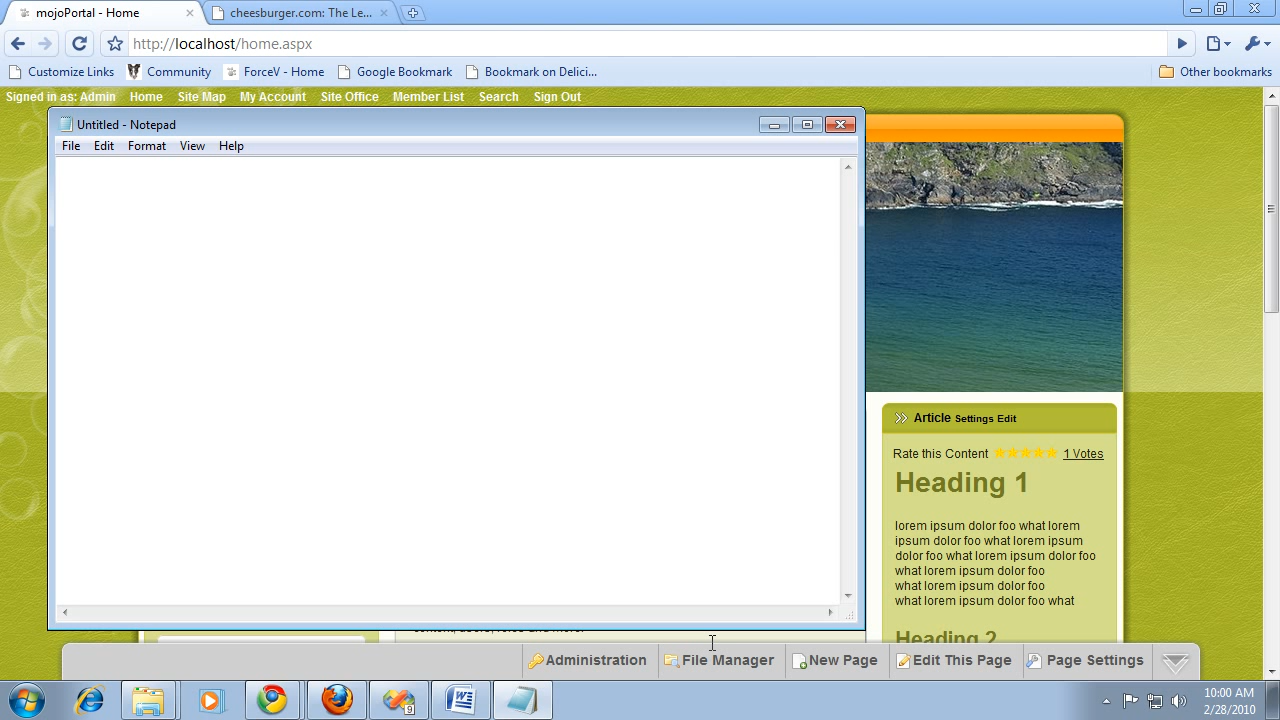 mojoPortal - Home
cheesburger.com: The Le...
http://localhost/home.aspx
Customize Links Community ForceV - Home Google Bookmark Bookmark on Delici... Other bookmarks
Signed in as: Admin Home Site Map My Account Site Office Member List Search Sign Out
Untitled - Notepad
File Edit Format View Help
Article Settings Edit
Rate this Content 1 Votes
Heading 1
lorem ipsum dolor foo what lorem
ipsum dolor foo what lorem ipsum
dolor foo what lorem ipsum dolor foo
what lorem ipsum dolor foo
what lorem ipsum dolor foo
what lorem ipsum dolor foo what
Heading 2
Administration File Manager New Page Edit This Page Page Settings
9
10:00 AM
2/28/2010